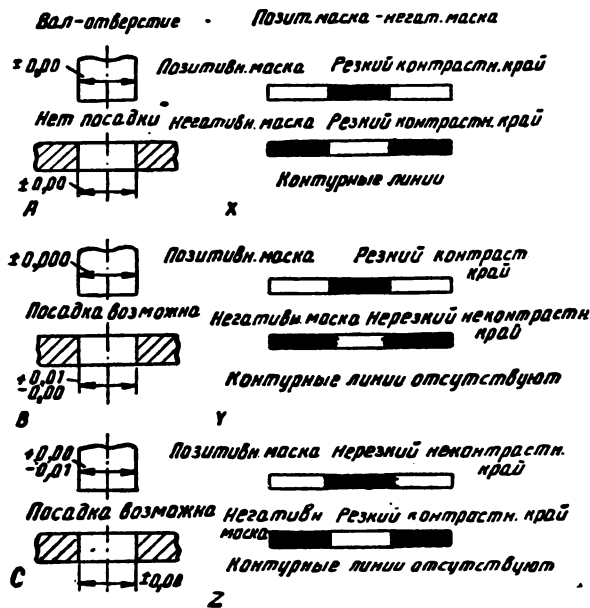 Вал-отверстие Позит.маска - негат. маска
±0,00 Позитивн.маска Резкий контрастн.край
Нет посадки Негативн.маска Резкий контрастн.край
±0,00 Контурные линии
A X
±0,000 Позитивн.маска Резкий контраст
край
Посадка возможна Негативн.маска Нерезкий неконтрастн
край
+0,01
-0,00 Контурные линии отсутствуют
B Y
+0,00 Позитивн.маска Нерезкий неконтрастн.
-0,01 край
Посадка возможна Негативн Резкий контрастн. край
маска
Контурные линии отсутствуют
C ±0,00
Z